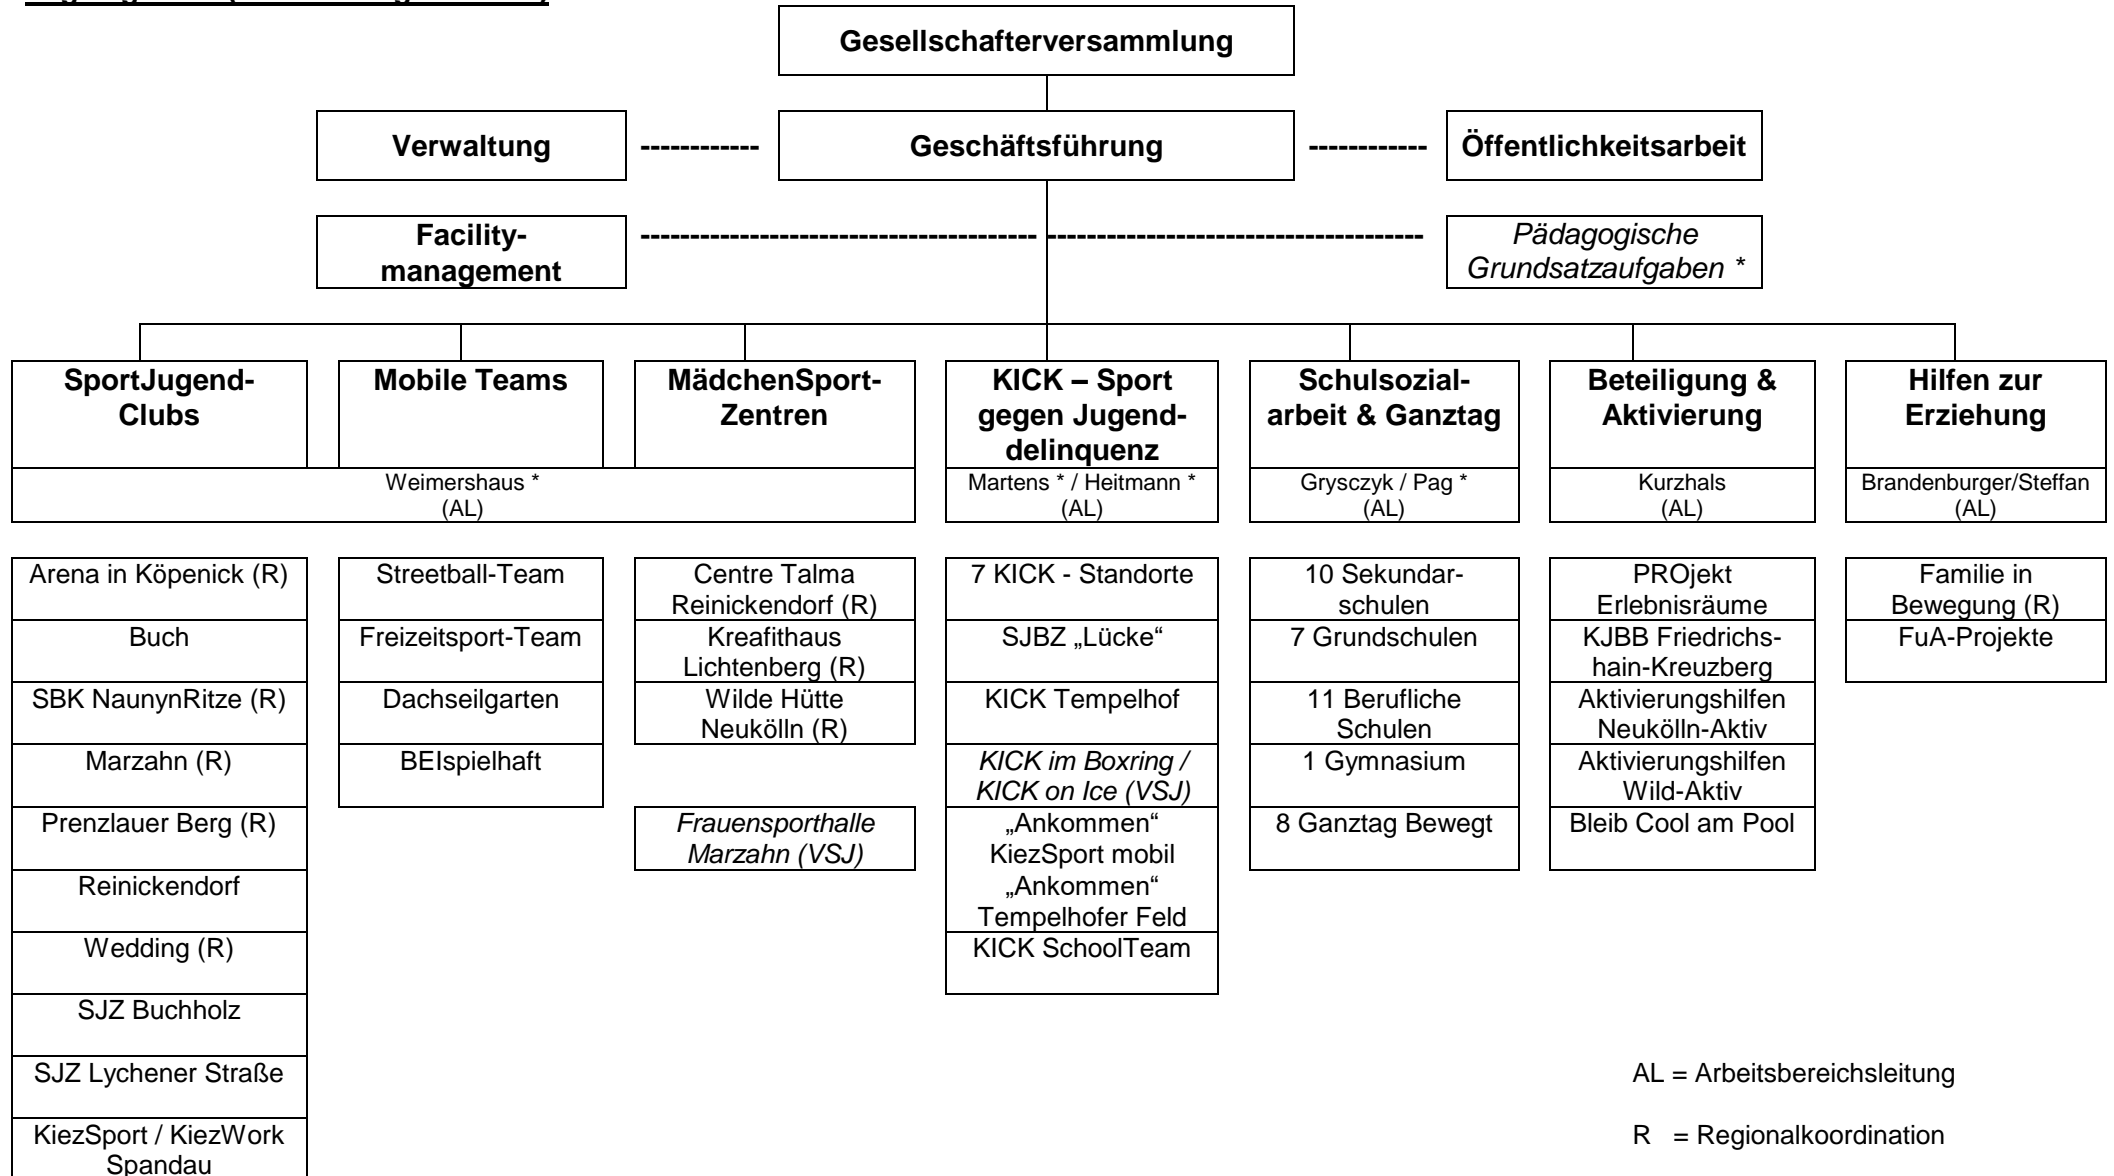 Gesellschafterversammlung
Verwaltung
Geschäftsführung
Öffentlichkeitsarbeit
Facility-
management
Pädagogische
Grundsatzaufgaben *
SportJugend-
Clubs
Mobile Teams
MädchenSport-
Zentren
KICK – Sport
gegen Jugend-
delinquenz
Schulsozial-
arbeit & Ganztag
Beteiligung &
Aktivierung
Hilfen zur
Erziehung
Weimershaus *
(AL)
Martens * / Heitmann *
(AL)
Grysczyk / Pag *
(AL)
Kurzhals
(AL)
Brandenburger/Steffan
(AL)
Arena in Köpenick (R)
Buch
SBK NaunynRitze (R)
Marzahn (R)
Prenzlauer Berg (R)
Reinickendorf
Wedding (R)
SJZ Buchholz
SJZ Lychener Straße
KiezSport / KiezWork
Spandau
Streetball-Team
Freizeitsport-Team
Dachseilgarten
BEIspielhaft
Centre Talma
Reinickendorf (R)
Kreafithaus
Lichtenberg (R)
Wilde Hütte
Neukölln (R)
Frauensporthalle
Marzahn (VSJ)
7 KICK - Standorte
SJBZ „Lücke“
KICK Tempelhof
KICK im Boxring /
KICK on Ice (VSJ)
„Ankommen“
KiezSport mobil
„Ankommen“
Tempelhofer Feld
KICK SchoolTeam
10 Sekundar-
schulen
7 Grundschulen
11 Berufliche
Schulen
1 Gymnasium
8 Ganztag Bewegt
PROjekt
Erlebnisräume
KJBB Friedrichs-
hain-Kreuzberg
Aktivierungshilfen
Neukölln-Aktiv
Aktivierungshilfen
Wild-Aktiv
Bleib Cool am Pool
Familie in
Bewegung (R)
FuA-Projekte
AL = Arbeitsbereichsleitung
R = Regionalkoordination